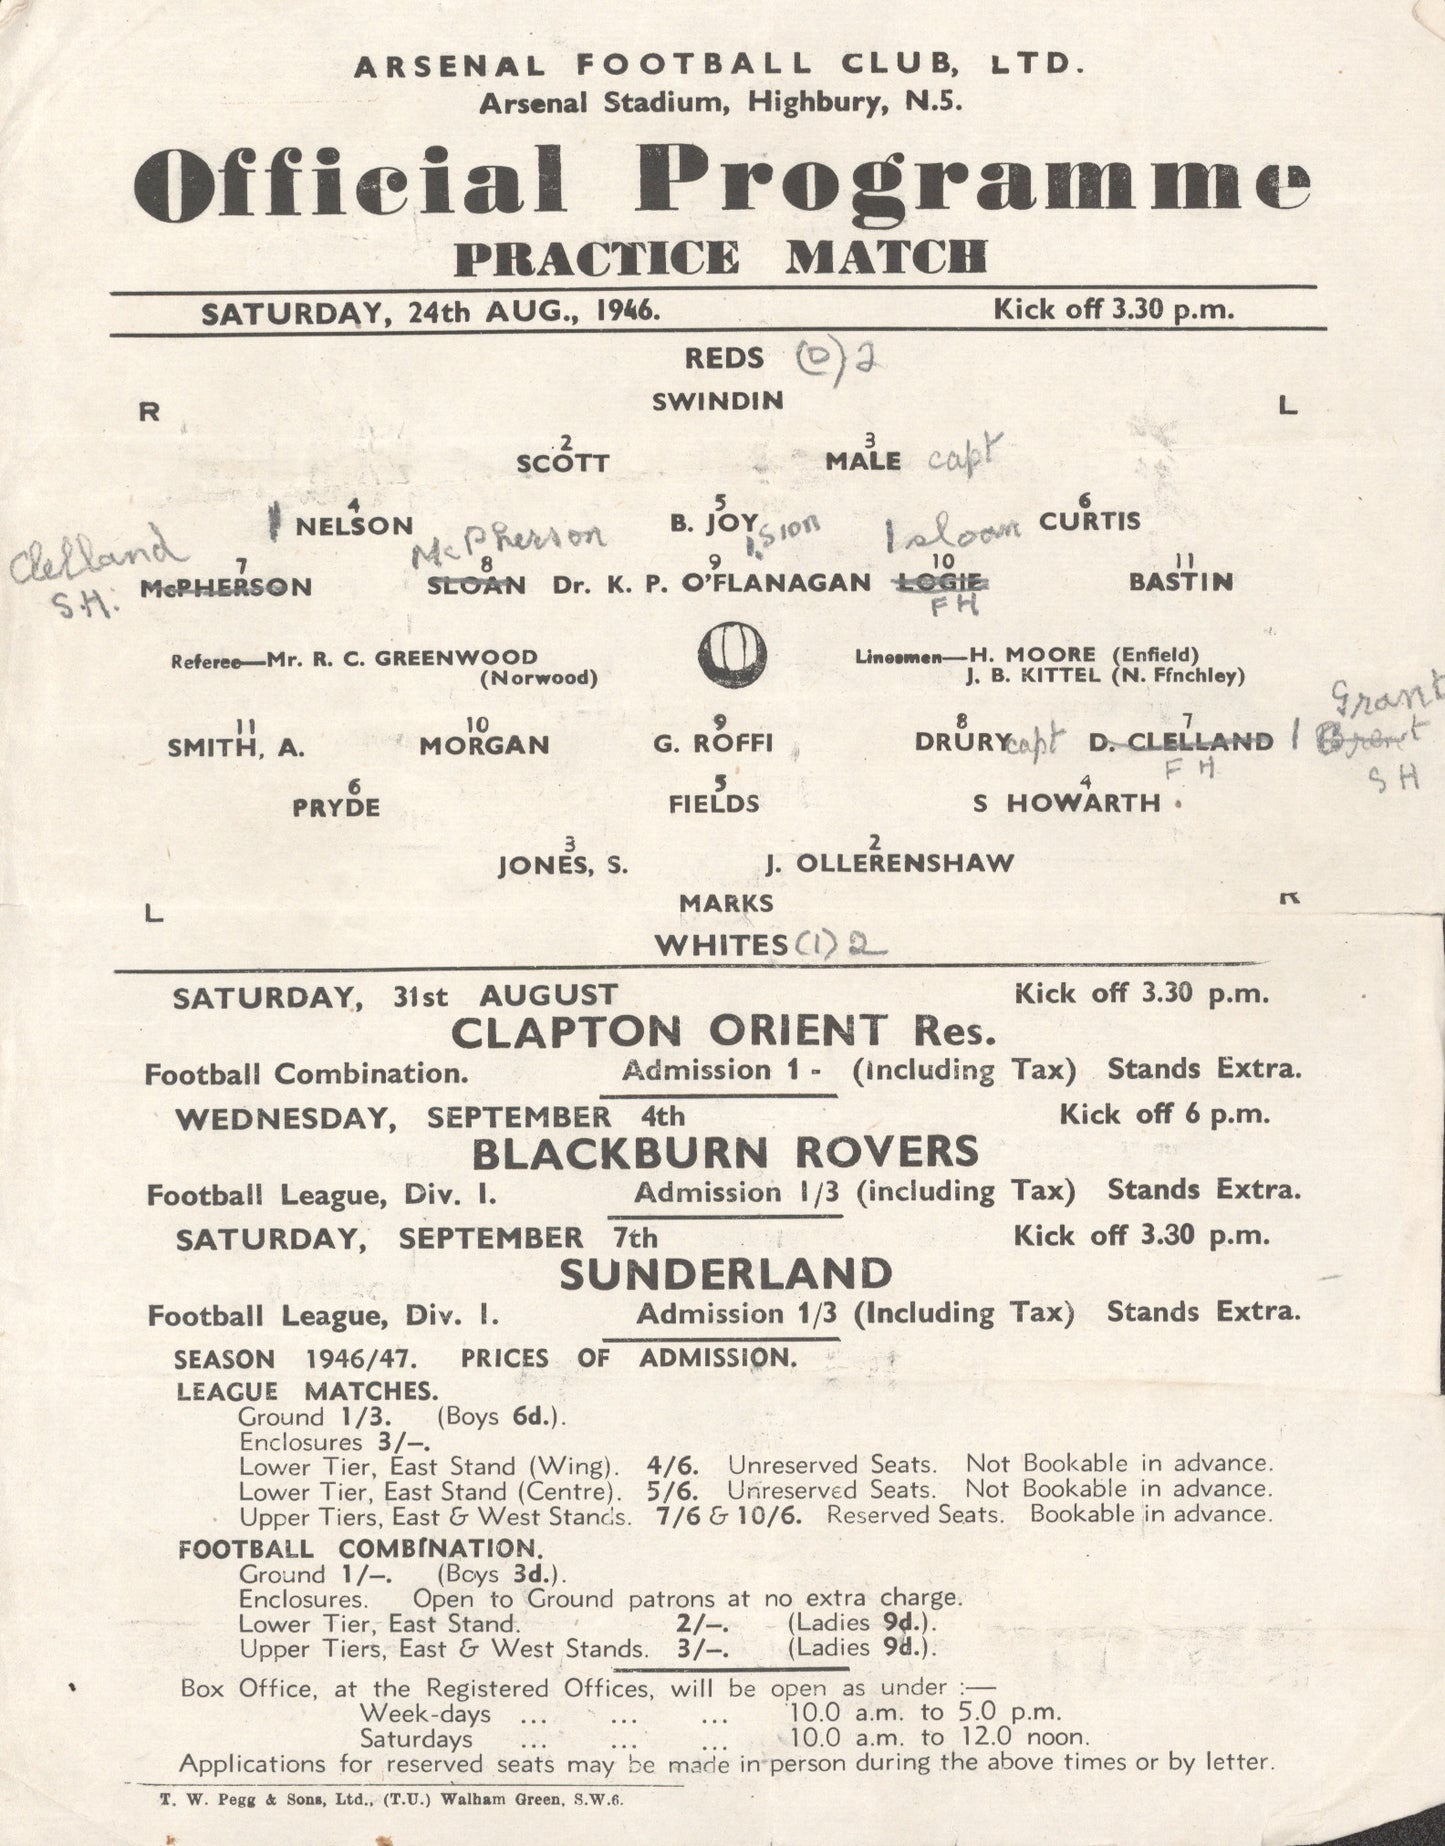 ARSENAL FOOTBALL CLUB, LTD.
Arsenal Stadium, Highbury, N.5.
Official Programme
PRACTICE MATCH
SATURDAY, 24th AUG., 1946. Kick off 3.30 p.m.
REDS (0) 2
R SWINDIN L
2 3
SCOTT MALE capt
4 5 6
1 NELSON B. JOY CURTIS
Clelland McPherson 1 Sloan
7 8 9 10 11
S.H. McPHERSON SLOAN Dr. K. P. O'FLANAGAN LOGIE BASTIN
F H
Referee—Mr. R. C. GREENWOOD Linesmen—H. MOORE (Enfield)
(Norwood) J. B. KITTEL (N. Ffnchley)
Grant
11 10 9 8 7
SMITH, A. MORGAN G. ROFFI DRURY capt D. CLELLAND 1
F H S H
6 5 4
PRYDE FIELDS S HOWARTH
3 2
JONES, S. J. OLLERENSHAW
L MARKS R
WHITES (1) 2
SATURDAY, 31st AUGUST Kick off 3.30 p.m.
CLAPTON ORIENT Res.
Football Combination. Admission 1 - (Including Tax) Stands Extra.
WEDNESDAY, SEPTEMBER 4th Kick off 6 p.m.
BLACKBURN ROVERS
Football League, Div. I. Admission 1/3 (including Tax) Stands Extra.
SATURDAY, SEPTEMBER 7th Kick off 3.30 p.m.
SUNDERLAND
Football League, Div. I. Admission 1/3 (Including Tax) Stands Extra.
SEASON 1946/47. PRICES OF ADMISSION.
LEAGUE MATCHES.
Ground 1/3. (Boys 6d.).
Enclosures 3/–.
Lower Tier, East Stand (Wing). 4/6. Unreserved Seats. Not Bookable in advance.
Lower Tier, East Stand (Centre). 5/6. Unreserved Seats. Not Bookable in advance.
Upper Tiers, East & West Stands. 7/6 & 10/6. Reserved Seats. Bookable in advance.
FOOTBALL COMBINATION.
Ground 1/–. (Boys 3d.).
Enclosures. Open to Ground patrons at no extra charge.
Lower Tier, East Stand. 2/–. (Ladies 9d.).
Upper Tiers, East & West Stands. 3/–. (Ladies 9d.).
Box Office, at the Registered Offices, will be open as under :—
Week-days ... ... ... 10.0 a.m. to 5.0 p.m.
Saturdays ... ... ... 10.0 a.m. to 12.0 noon.
Applications for reserved seats may be made in person during the above times or by letter.
T. W. Pegg & Sons, Ltd., (T.U.) Walham Green, S.W.6.